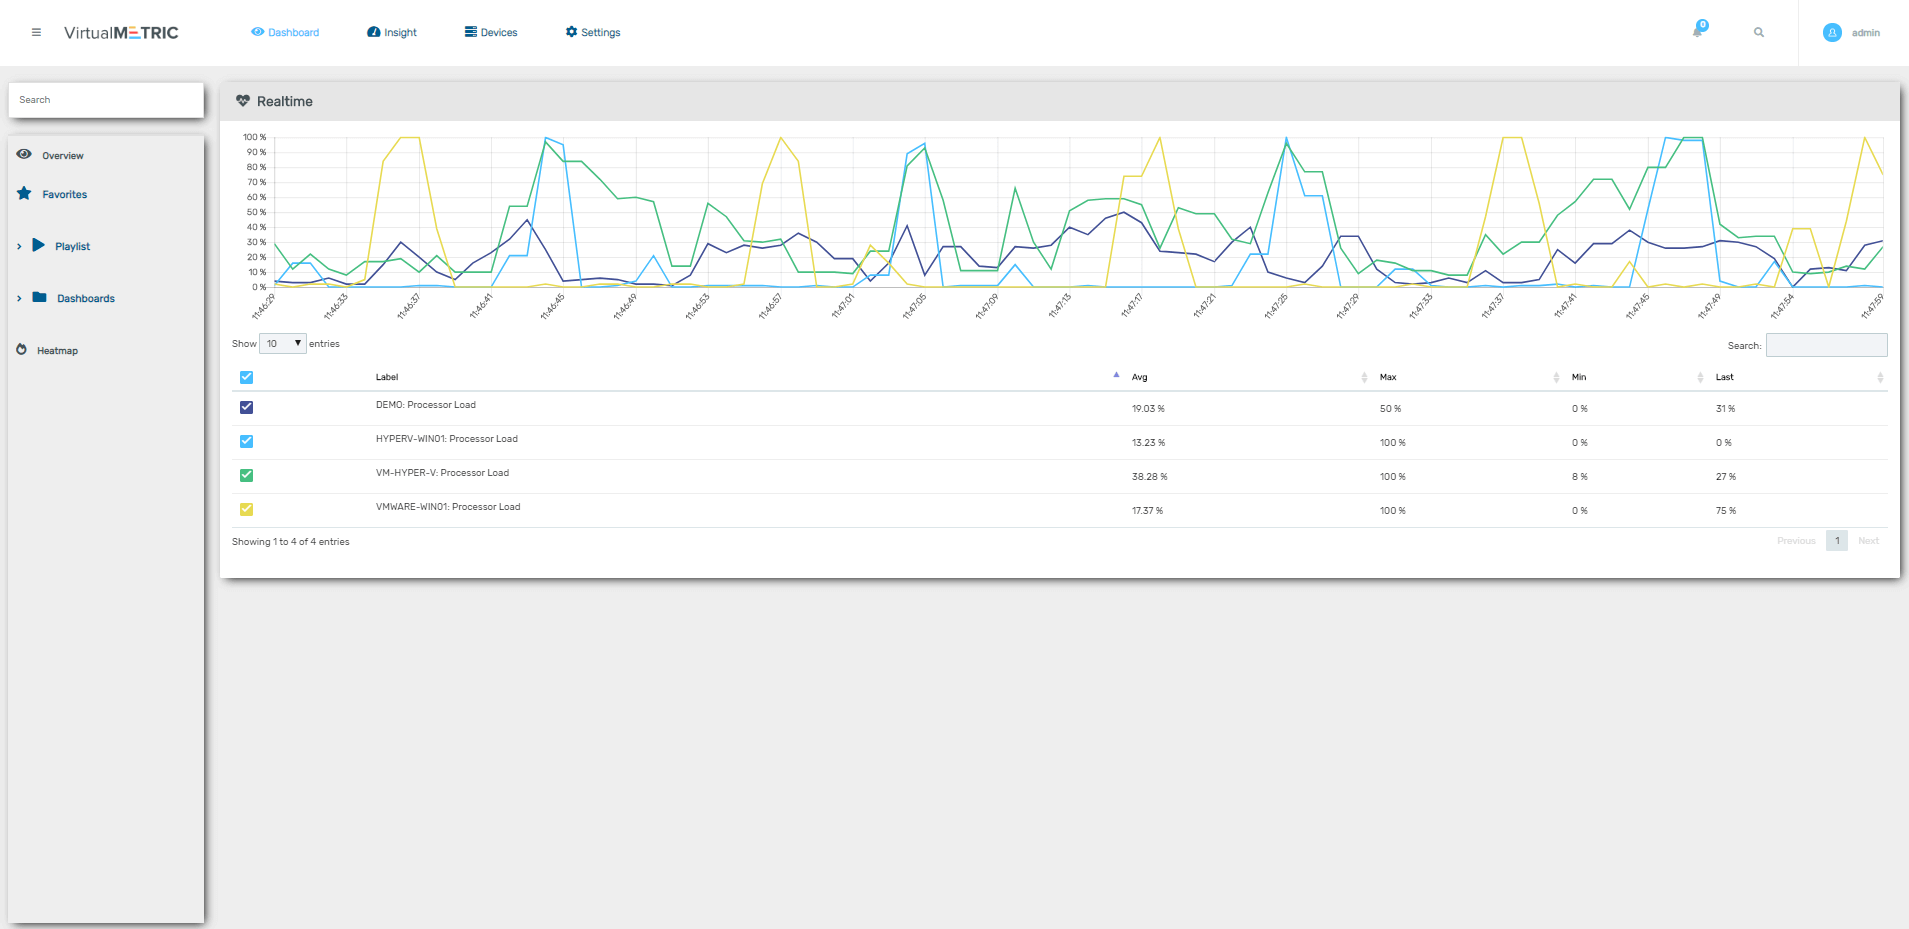 VirtualMETRIC
Dashboard Insight Devices Settings
0
admin
Search
Overview
Favorites
Playlist
Dashboards
Heatmap
Realtime
100 %
90 %
80 %
70 %
60 %
50 %
40 %
30 %
20 %
10 %
0 %
11:46:29 11:46:33 11:46:37 11:46:41 11:46:45 11:46:49 11:46:53 11:46:57 11:47:01 11:47:05 11:47:09 11:47:13 11:47:17 11:47:21 11:47:25 11:47:29 11:47:33 11:47:37 11:47:41 11:47:45 11:47:49 11:47:54 11:47:59
Show 10 entries Search:
Label Avg Max Min Last
DEMO: Processor Load 19.03 % 50 % 0 % 31 %
HYPERV-WIN01: Processor Load 13.23 % 100 % 0 % 0 %
VM-HYPER-V: Processor Load 38.28 % 100 % 8 % 27 %
VMWARE-WIN01: Processor Load 17.37 % 100 % 0 % 75 %
Showing 1 to 4 of 4 entries Previous 1 Next